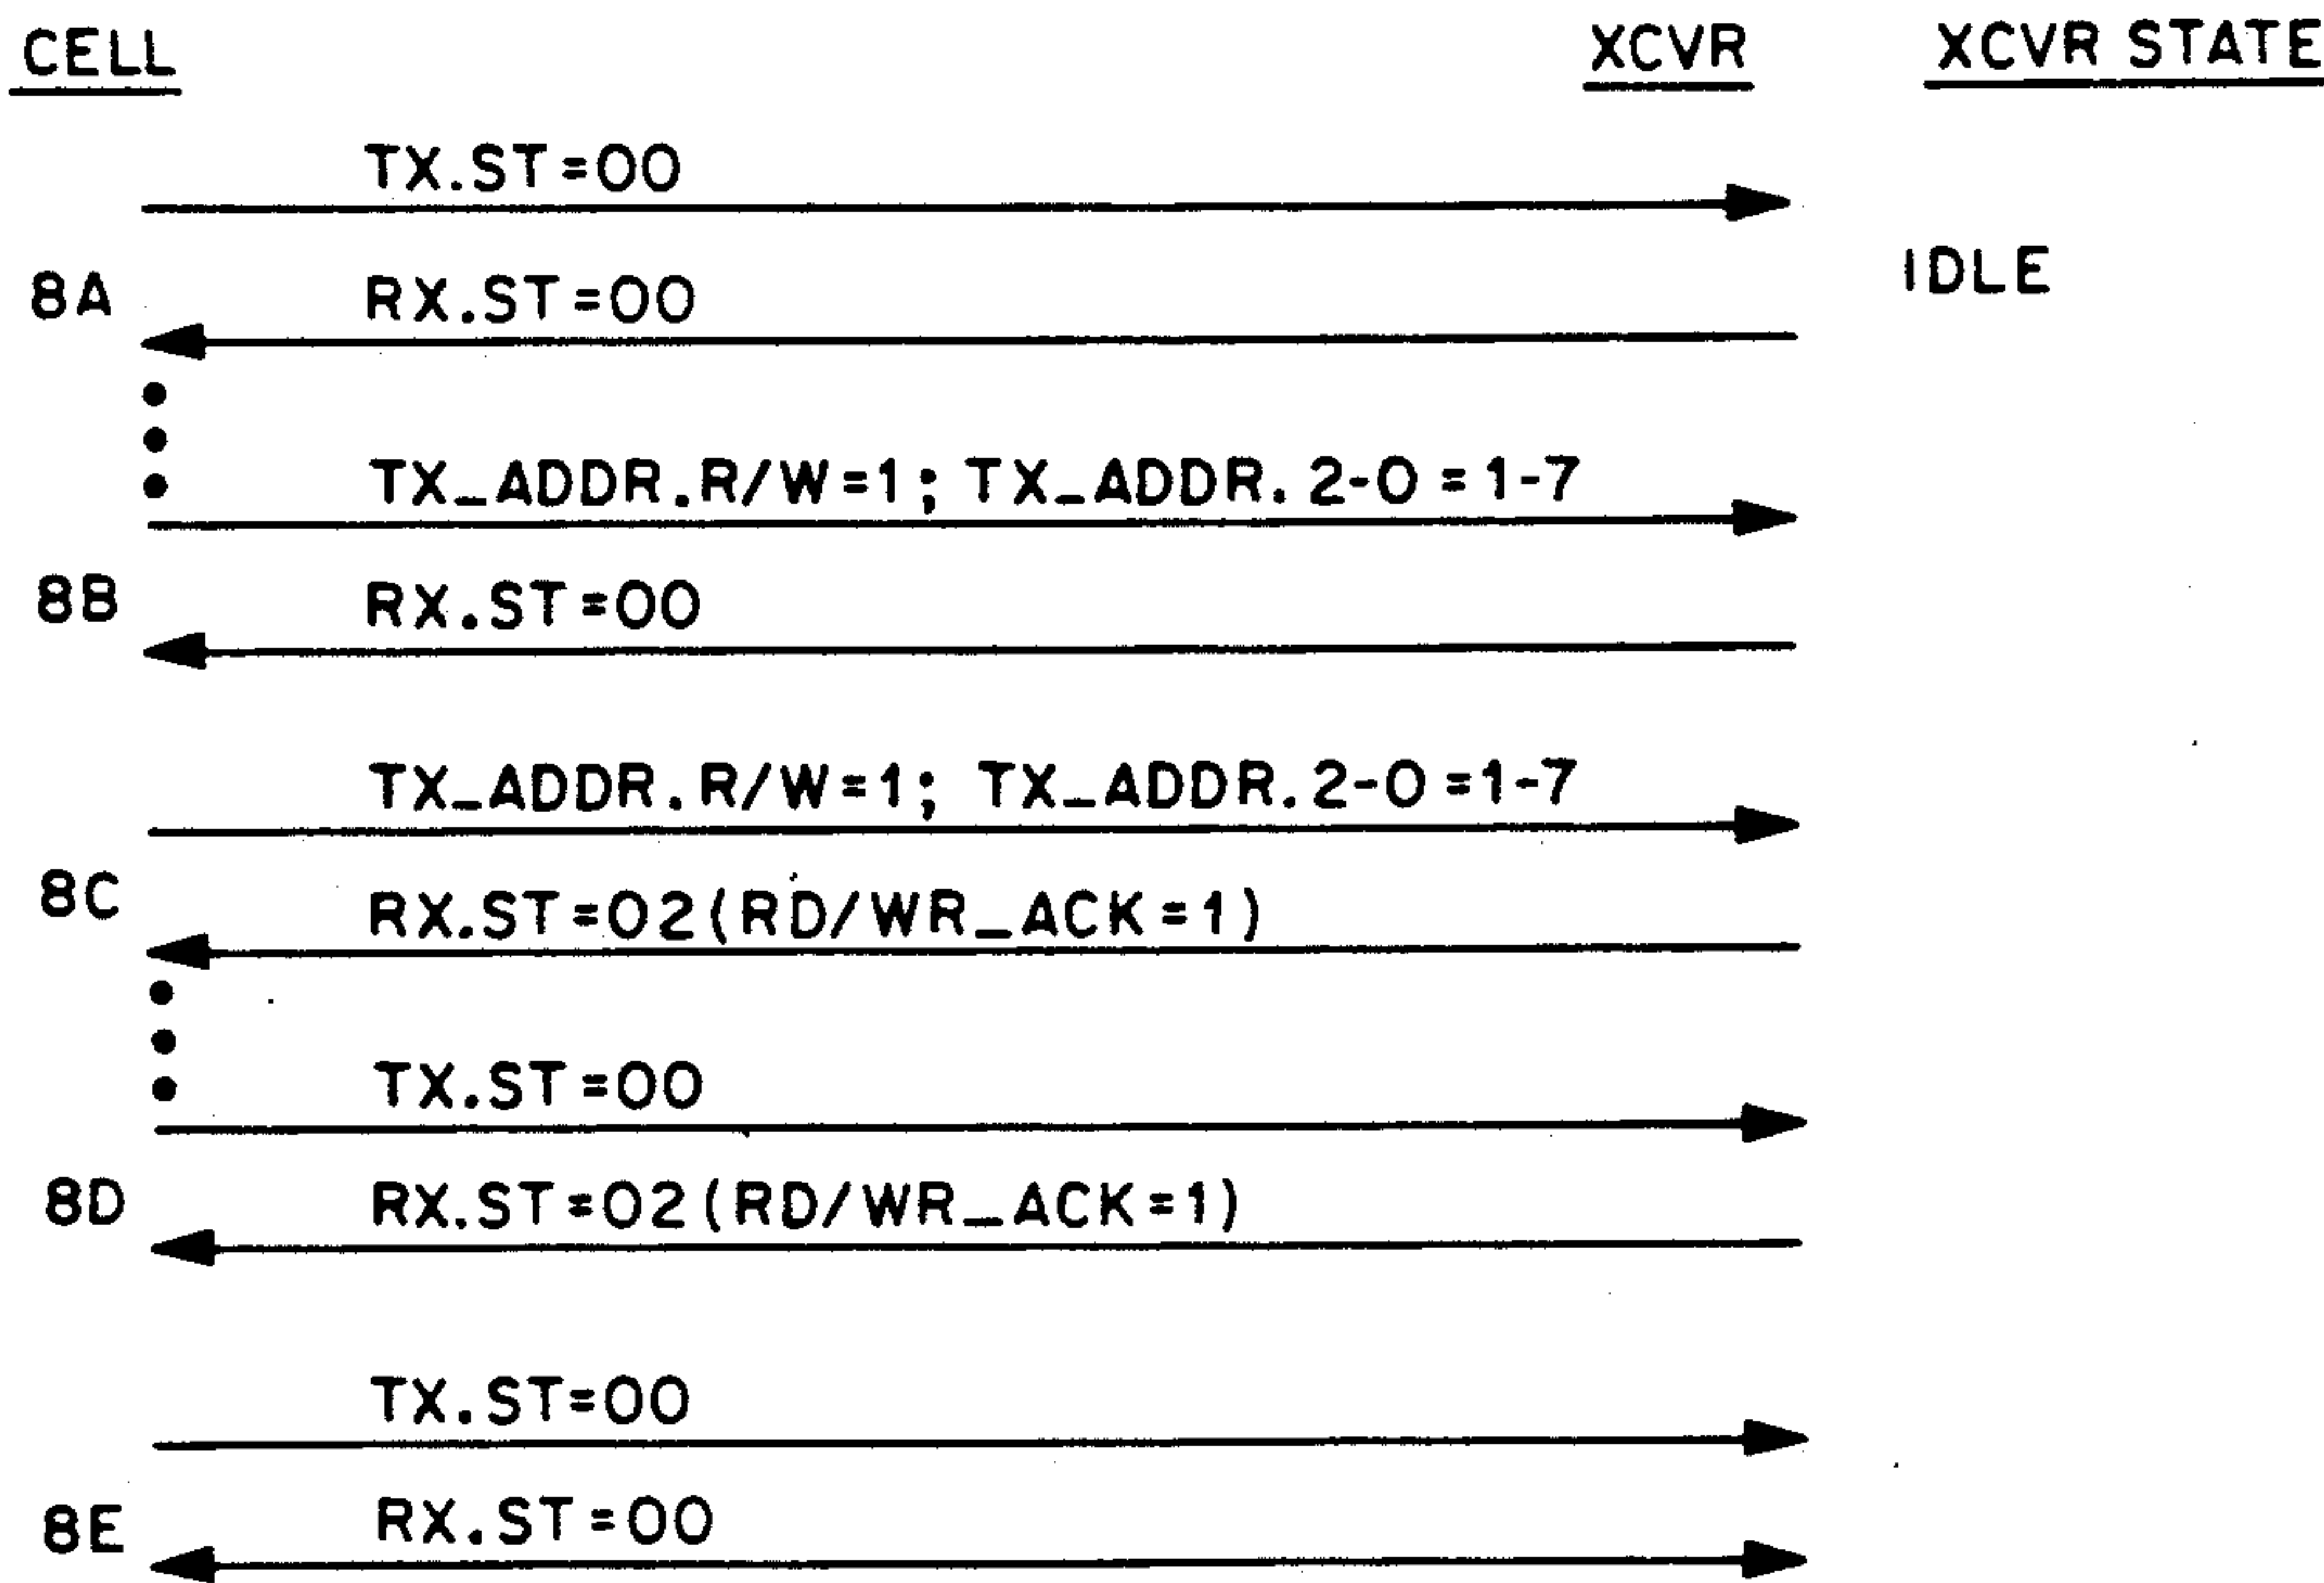 CELL XCVR XCVR STATE
TX.ST=00
IDLE
8A RX.ST=00
TX_ADDR.R/W=1; TX_ADDR.2-0=1-7
8B RX.ST=00
TX_ADDR.R/W=1; TX_ADDR.2-0=1-7
8C RX.ST=02(RD/WR_ACK=1)
TX.ST=00
8D RX.ST=02(RD/WR_ACK=1)
TX.ST=00
8E RX.ST=00